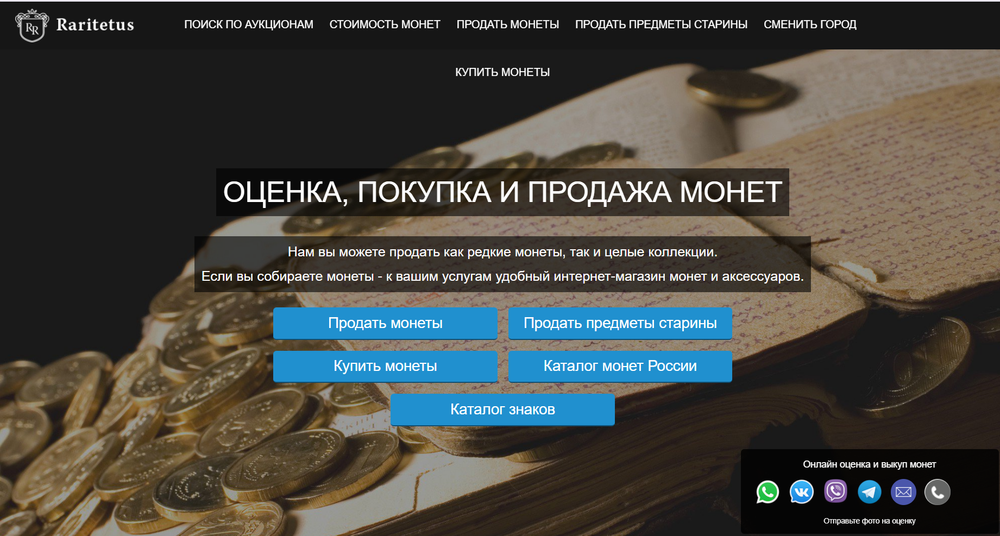 RR Raritetus
ПОИСК ПО АУКЦИОНАМ СТОИМОСТЬ МОНЕТ ПРОДАТЬ МОНЕТЫ ПРОДАТЬ ПРЕДМЕТЫ СТАРИНЫ СМЕНИТЬ ГОРОД
КУПИТЬ МОНЕТЫ
ОЦЕНКА, ПОКУПКА И ПРОДАЖА МОНЕТ
Нам вы можете продать как редкие монеты, так и целые коллекции.
Если вы собираете монеты - к вашим услугам удобный интернет-магазин монет и аксессуаров.
Продать монеты Продать предметы старины
Купить монеты Каталог монет России
Каталог знаков
Онлайн оценка и выкуп монет
Отправьте фото на оценку